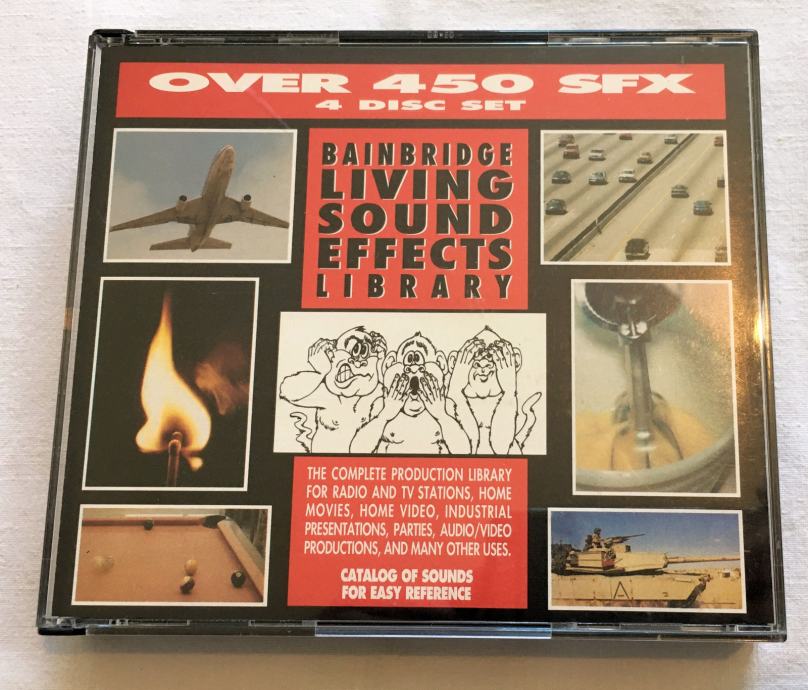 OVER 450 SFX
4 DISC SET
BAINBRIDGE
LIVING
SOUND
EFFECTS
LIBRARY
THE COMPLETE PRODUCTION LIBRARY
FOR RADIO AND TV STATIONS, HOME
MOVIES, HOME VIDEO, INDUSTRIAL
PRESENTATIONS, PARTIES, AUDIO/VIDEO
PRODUCTIONS, AND MANY OTHER USES.
CATALOG OF SOUNDS
FOR EASY REFERENCE